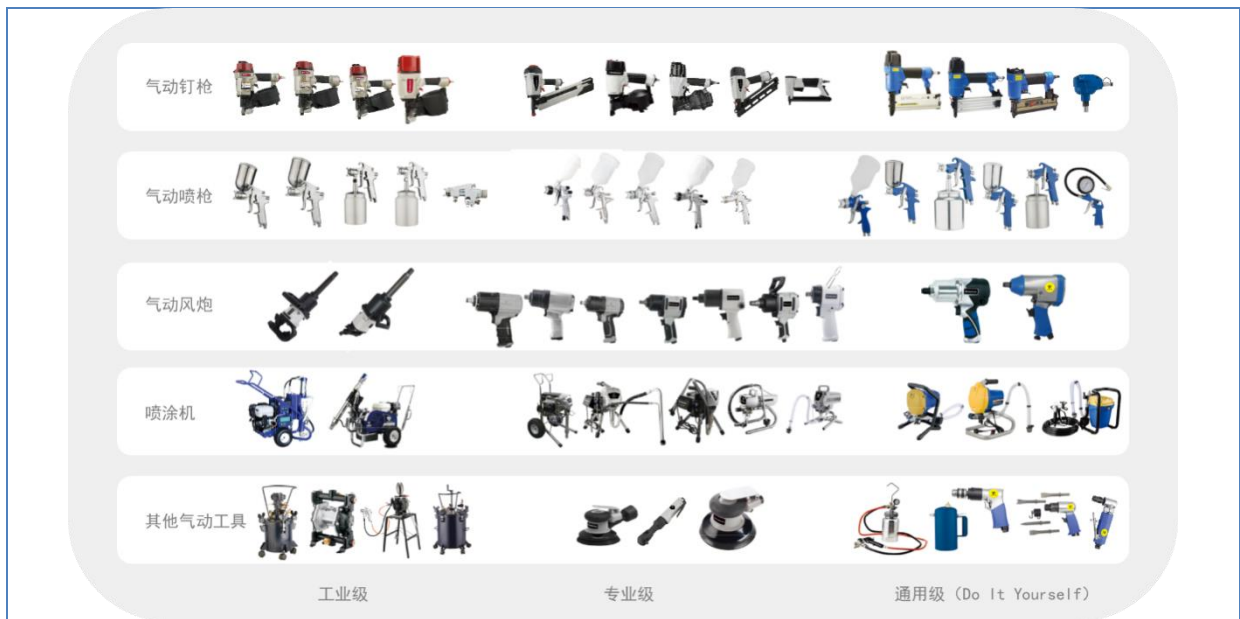 气动钉枪
气动喷枪
气动风炮
喷涂机
其他气动工具
工业级
专业级
通用级（Do It Yourself）